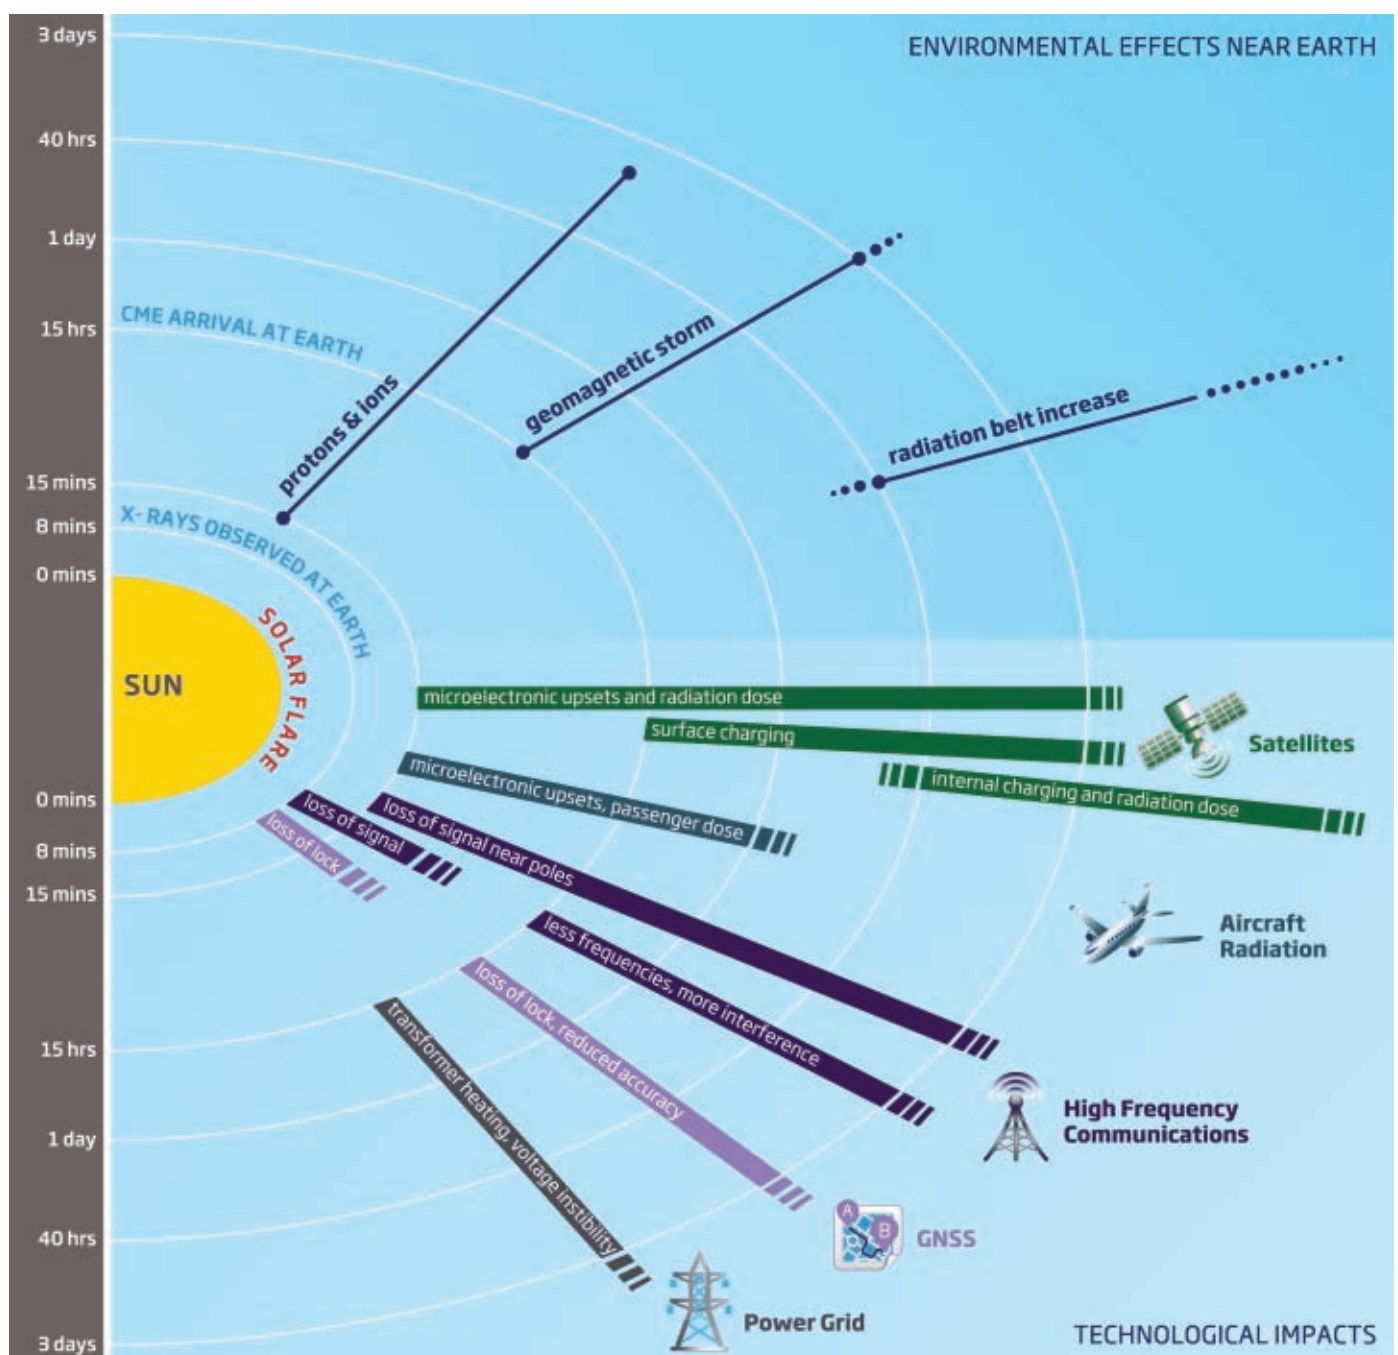 3 days
ENVIRONMENTAL EFFECTS NEAR EARTH
40 hrs
1 day
15 hrs
CME ARRIVAL AT EARTH
protons & ions
geomagnetic storm
radiation belt increase
15 mins
8 mins
X- RAYS OBSERVED AT EARTH
0 mins
SOLAR FLARE
SUN
microelectronic upsets and radiation dose
surface charging
Satellites
internal charging and radiation dose
microelectronic upsets, passenger dose
0 mins
loss of signal near poles
loss of signal
loss of lock
8 mins
15 mins
Aircraft
Radiation
less frequencies, more interference
loss of lock, reduced accuracy
transformer heating, voltage instibility
15 hrs
High Frequency
Communications
1 day
A
B
GNSS
40 hrs
Power Grid
3 days
TECHNOLOGICAL IMPACTS